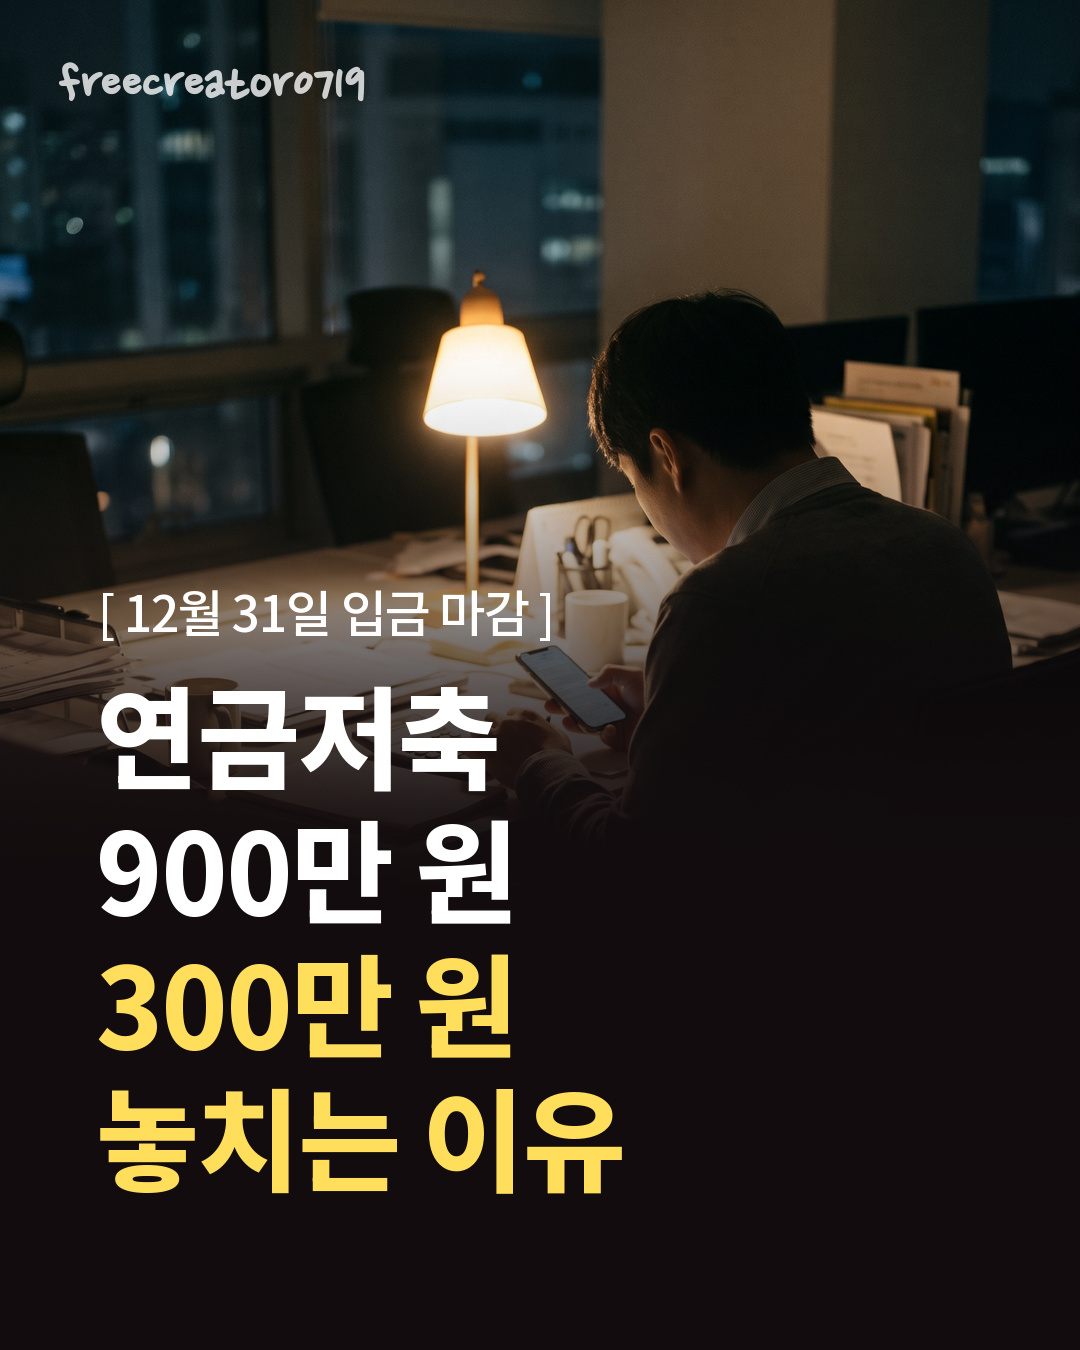 freecreator0719
[ 12월 31일 입금 마감 ]
연금저축
900만 원
300만 원
놓치는 이유